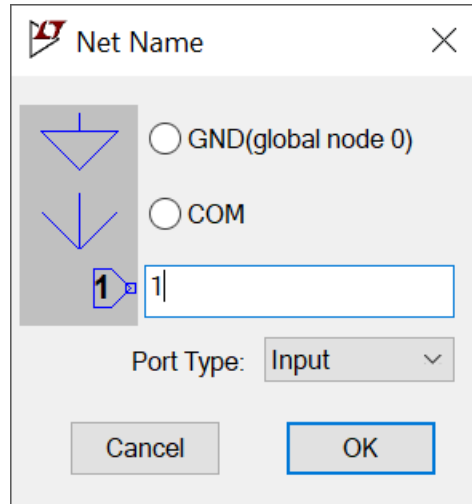 Net Name
GND(global node 0)
COM
1 1
Port Type: Input
Cancel OK